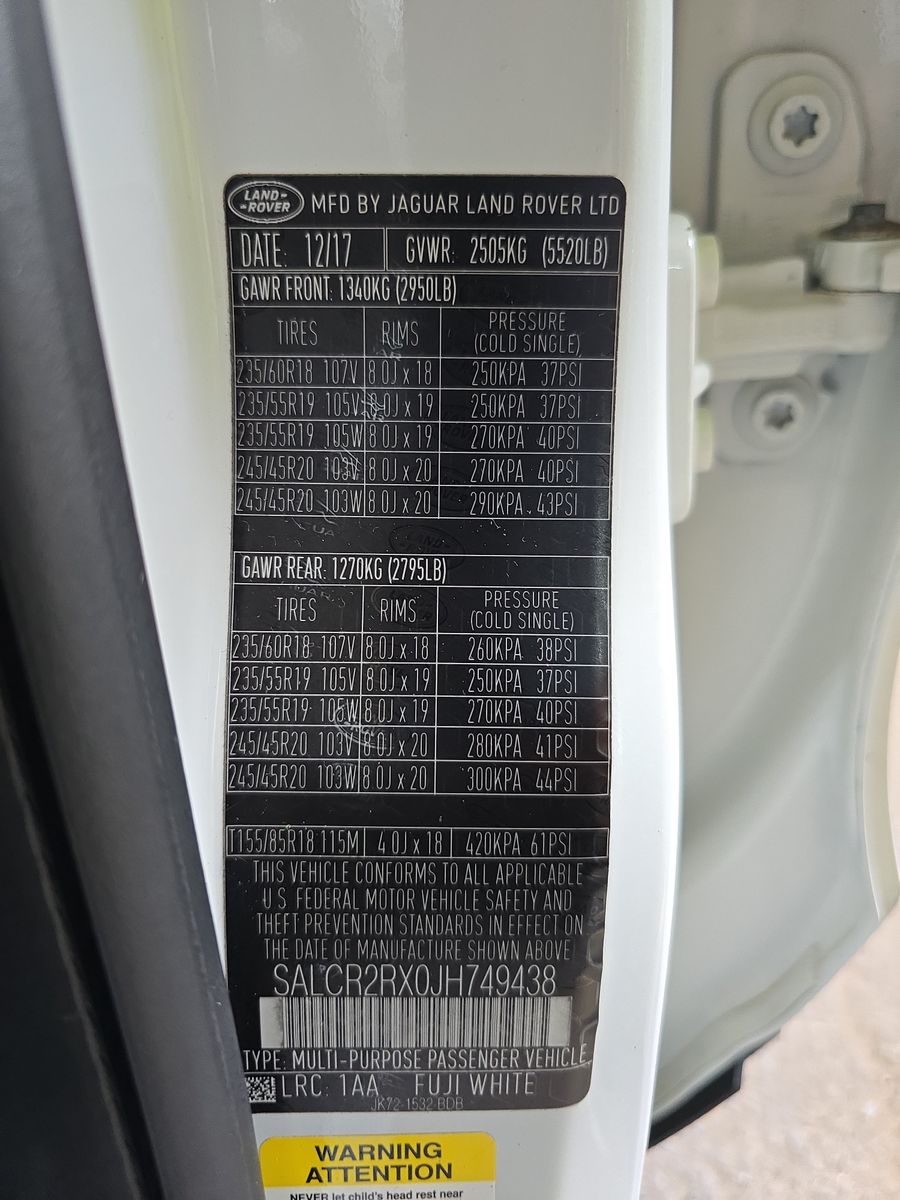 LAND-
-ROVER
MFD BY JAGUAR LAND ROVER LTD
DATE: 12/17 GVWR: 2505KG (5520LB)
GAWR FRONT: 1340KG (2950LB)
TIRES RIMS PRESSURE
(COLD SINGLE)
235/60R18 107V 8.0J x 18 250KPA 37PSI
235/55R19 105V 8.0J x 19 250KPA 37PSI
235/55R19 105W 8.0J x 19 270KPA 40PSI
245/45R20 103V 8.0J x 20 270KPA 40PSI
245/45R20 103W 8.0J x 20 290KPA 43PSI
GAWR REAR: 1270KG (2795LB)
TIRES RIMS PRESSURE
(COLD SINGLE)
235/60R18 107V 8.0J x 18 260KPA 38PSI
235/55R19 105V 8.0J x 19 250KPA 37PSI
235/55R19 105W 8.0J x 19 270KPA 40PSI
245/45R20 103V 8.0J x 20 280KPA 41PSI
245/45R20 103W 8.0J x 20 300KPA 44PSI
T155/85R18 115M 4.0J x 18 420KPA 61PSI
THIS VEHICLE CONFORMS TO ALL APPLICABLE
U.S. FEDERAL MOTOR VEHICLE SAFETY AND
THEFT PREVENTION STANDARDS IN EFFECT ON
THE DATE OF MANUFACTURE SHOWN ABOVE
SALCR2RX0JH749438
TYPE: MULTI-PURPOSE PASSENGER VEHICLE
LRC: 1AA FUJI WHITE
JK72-1532-BDB
WARNING
ATTENTION
NEVER let child's head rest near